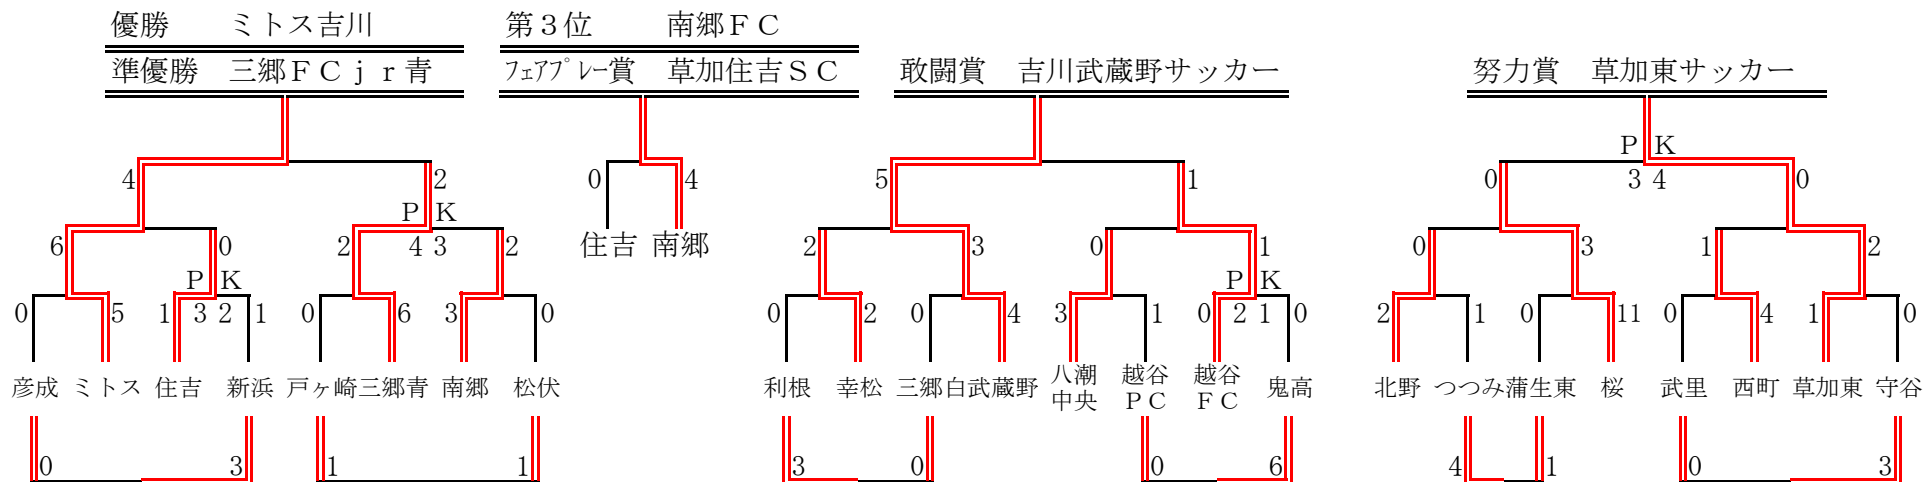 優勝　ミトス吉川　第３位　南郷ＦＣ
準優勝　三郷ＦＣｊｒ青　ﾌｪｱﾌﾟﾚｰ賞　草加住吉ＳＣ　敢闘賞　吉川武蔵野サッカー　努力賞　草加東サッカー
ＰＫ
4 2 0 4 5 1 0 3 4 0
ＰＫ
6 0 2 4 3 2 住吉 南郷 2 3 0 1 0 3 1 2
ＰＫ ＰＫ
0 5 1 3 2 1 0 6 3 0 0 2 0 4 3 1 0 2 1 0 2 1 0 11 0 4 1 0
彦成 ミトス 住吉 新浜 戸ヶ崎 三郷青 南郷 松伏 利根 幸松 三郷白 武蔵野 八潮中央 越谷ＰＣ 越谷ＦＣ 鬼高 北野 つつみ 蒲生東 桜 武里 西町 草加東 守谷
0 3 1 1 3 0 0 6 4 1 0 3